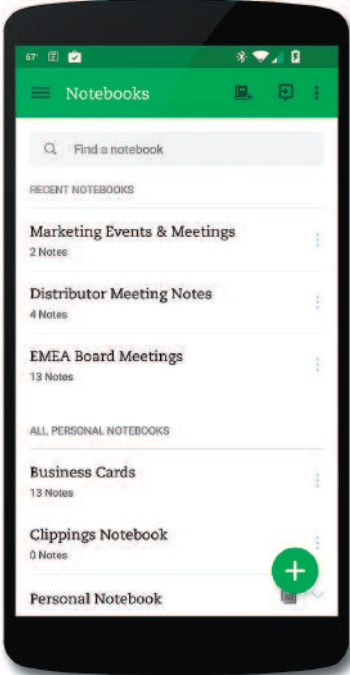 67°
Notebooks
Find a notebook
RECENT NOTEBOOKS
Marketing Events & Meetings
2 Notes
Distributor Meeting Notes
4 Notes
EMEA Board Meetings
13 Notes
ALL PERSONAL NOTEBOOKS
Business Cards
13 Notes
Clippings Notebook
0 Notes
Personal Notebook